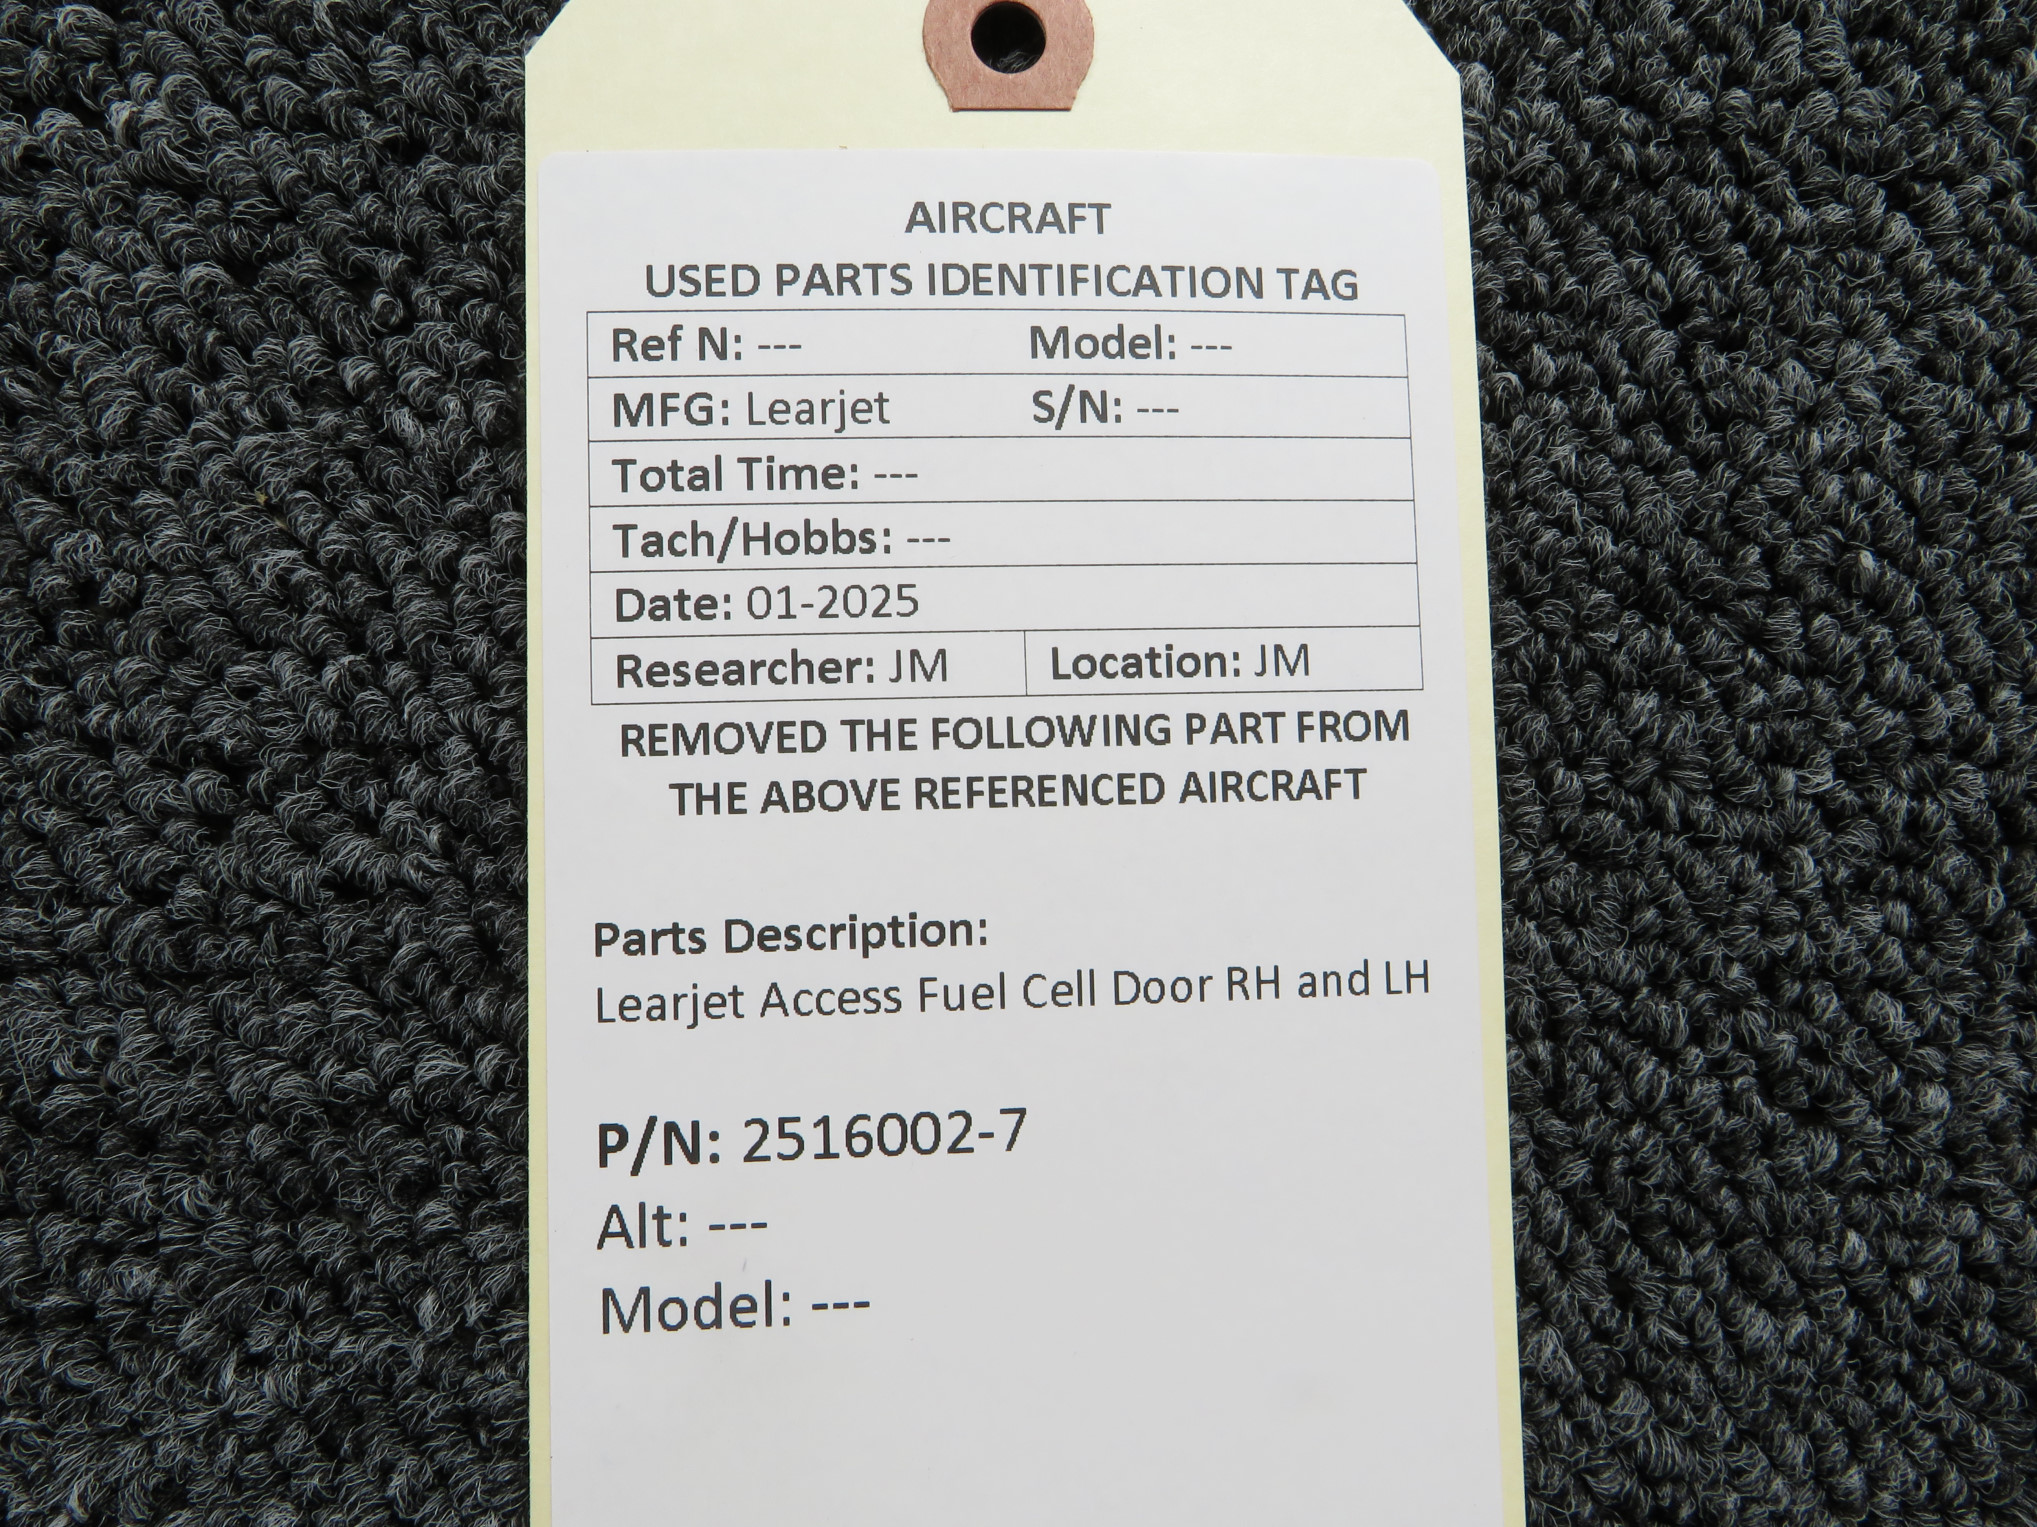 AIRCRAFT
USED PARTS IDENTIFICATION TAG
Ref N: --- Model: ---
MFG: Learjet S/N: ---
Total Time: ---
Tach/Hobbs: ---
Date: 01-2025
Researcher: JM Location: JM
REMOVED THE FOLLOWING PART FROM
THE ABOVE REFERENCED AIRCRAFT
Parts Description:
Learjet Access Fuel Cell Door RH and LH
P/N: 2516002-7
Alt: ---
Model: ---